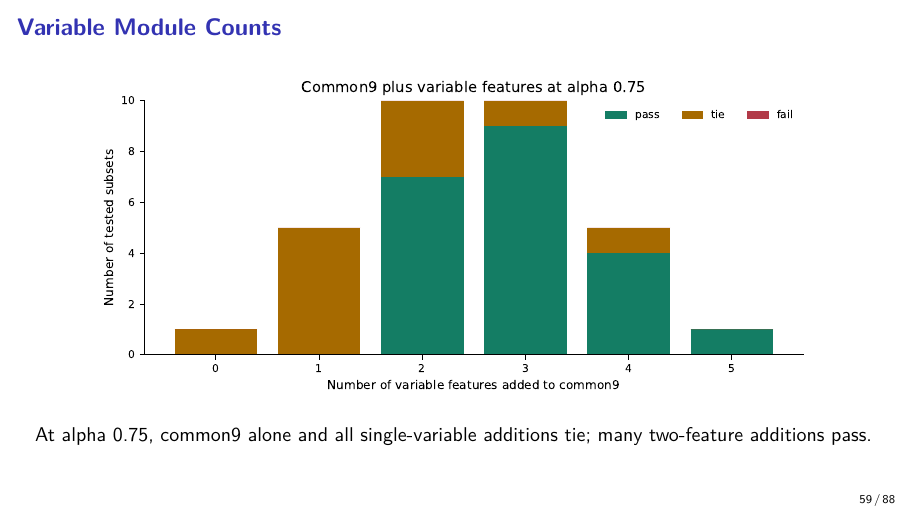 Variable Module Counts
Common9 plus variable features at alpha 0.75
pass tie fail
Number of tested subsets
10
8
6
4
2
0
0 1 2 3 4 5
Number of variable features added to common9
At alpha 0.75, common9 alone and all single-variable additions tie; many two-feature additions pass.
59 / 88